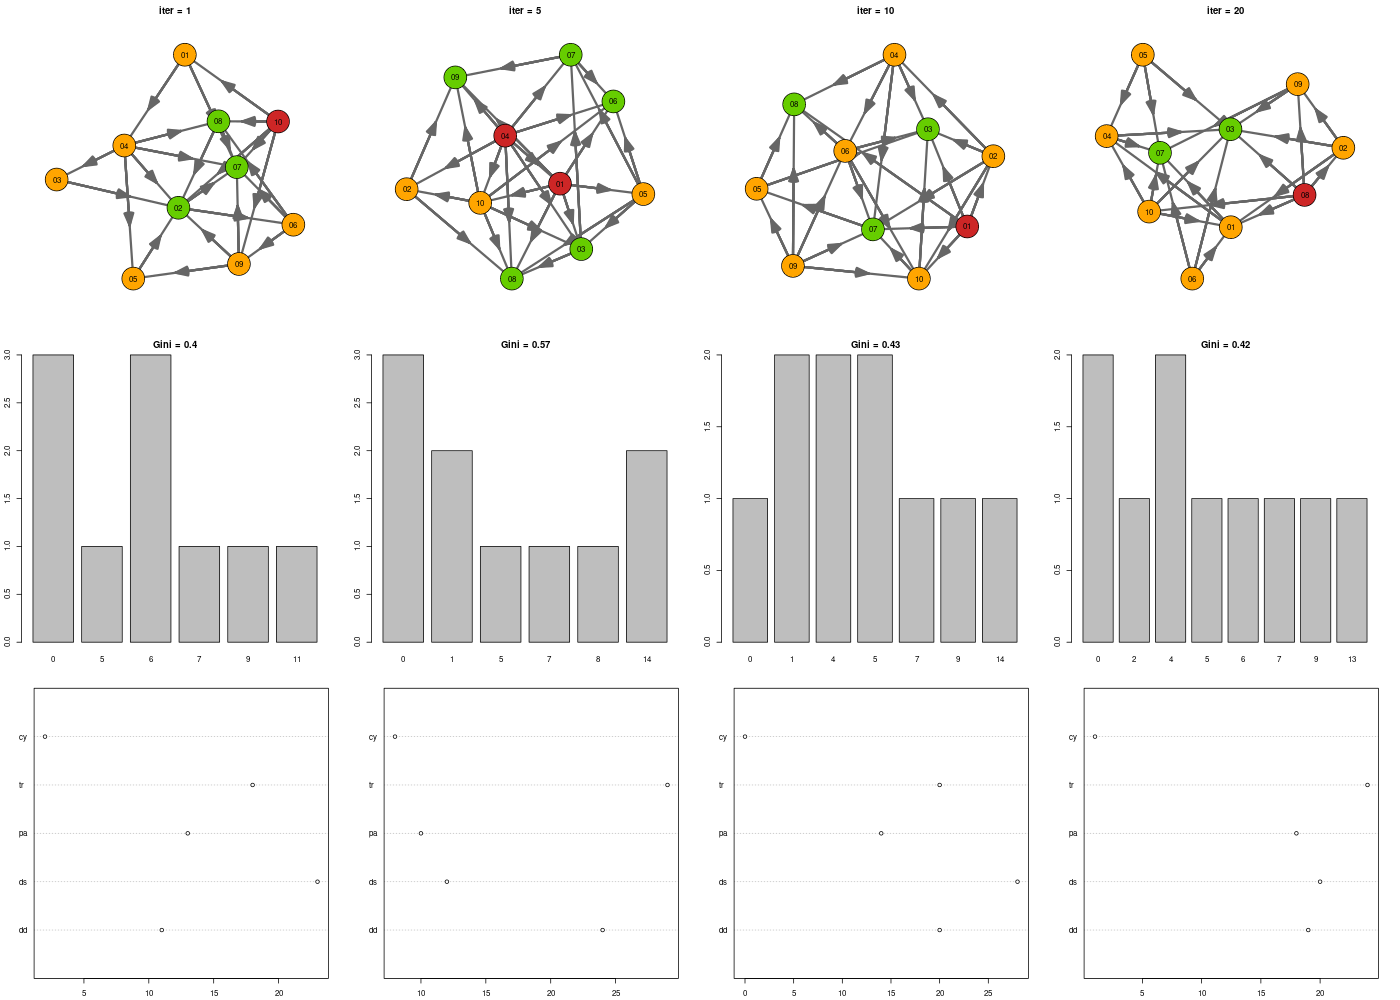 iter = 1
iter = 5
iter = 10
iter = 20
01
10
08
04
07
03
02
06
09
05
07
09
06
04
01
02
10
05
03
08
04
08
03
06
02
05
01
07
09
10
05
09
03
04
02
07
08
10
01
06
Gini = 0.4
Gini = 0.57
Gini = 0.43
Gini = 0.42
0.0 0.5 1.0 1.5 2.0 2.5 3.0
0 5 6 7 9 11
0.0 0.5 1.0 1.5 2.0 2.5 3.0
0 1 5 7 8 14
0.0 0.5 1.0 1.5 2.0
0 1 4 5 7 9 14
0.0 0.5 1.0 1.5 2.0
0 2 4 5 6 7 9 13
cy
tr
pa
ds
dd
5 10 15 20
cy
tr
pa
ds
dd
10 15 20 25
cy
tr
pa
ds
dd
0 5 10 15 20 25
cy
tr
pa
ds
dd
5 10 15 20